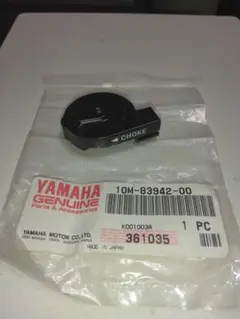 ◄ CHOKE
YAMAHA
GENUINE
Parts & Accessories
YAMAHA MOTOR CO., LTD.
10M-83942-00
K001003A
1 PC
361035
MADE IN JAPAN